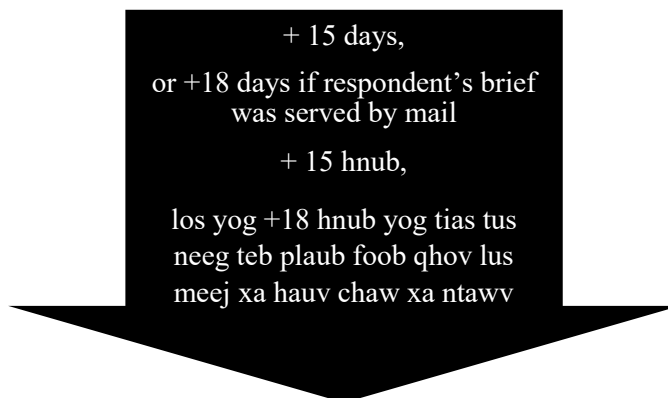 + 15 days,
or +18 days if respondent’s brief
was served by mail
+ 15 hnub,
los yog +18 hnub yog tias tus
neeg teb plaub foob qhov lus
meej xa hauv chaw xa ntawv